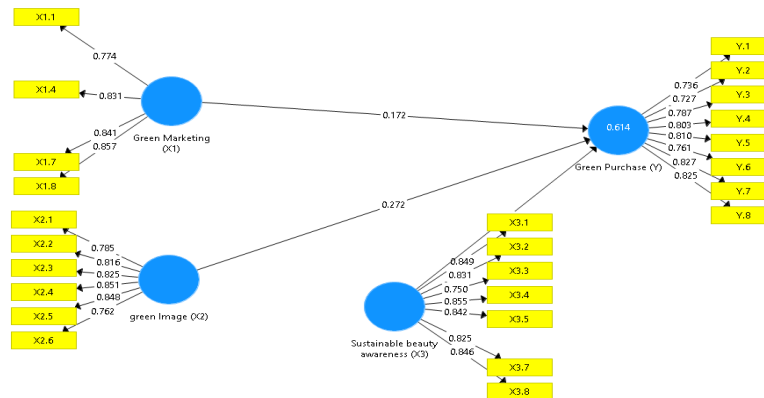 X1.1
0.774
X1.4
0.831
0.841
0.857
X1.7
X1.8
Green Marketing
(X1)
0.172
X2.1
X2.2
X2.3
X2.4
X2.5
X2.6
0.785
0.816
0.825
0.851
0.848
0.762
green Image (X2)
0.272
X3.1
X3.2
X3.3
X3.4
X3.5
X3.7
X3.8
0.849
0.831
0.750
0.855
0.842
0.825
0.846
Sustainable beauty
awareness (X3)
0.614
Green Purchase (Y)
0.736
0.727
0.787
0.803
0.810
0.761
0.827
0.825
Y.1
Y.2
Y.3
Y.4
Y.5
Y.6
Y.7
Y.8